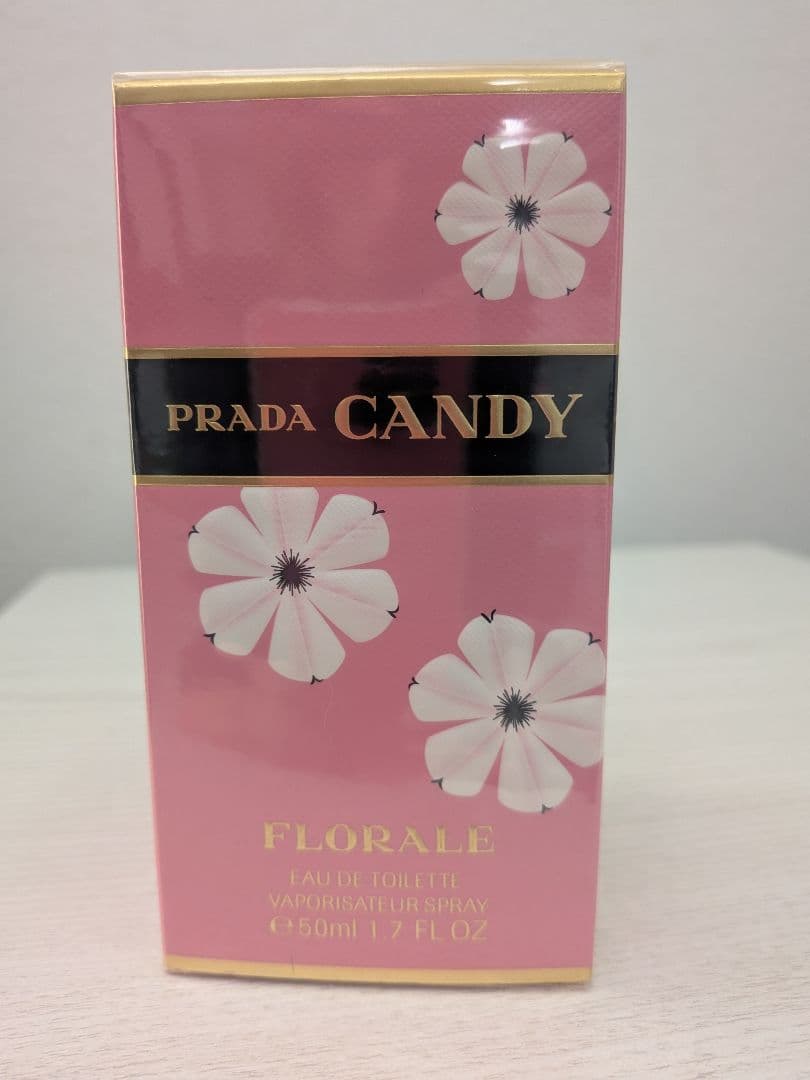 PRADA CANDY
FLORALE
EAU DE TOILETTE
VAPORISATEUR SPRAY
℮50ml 1.7 FL OZ